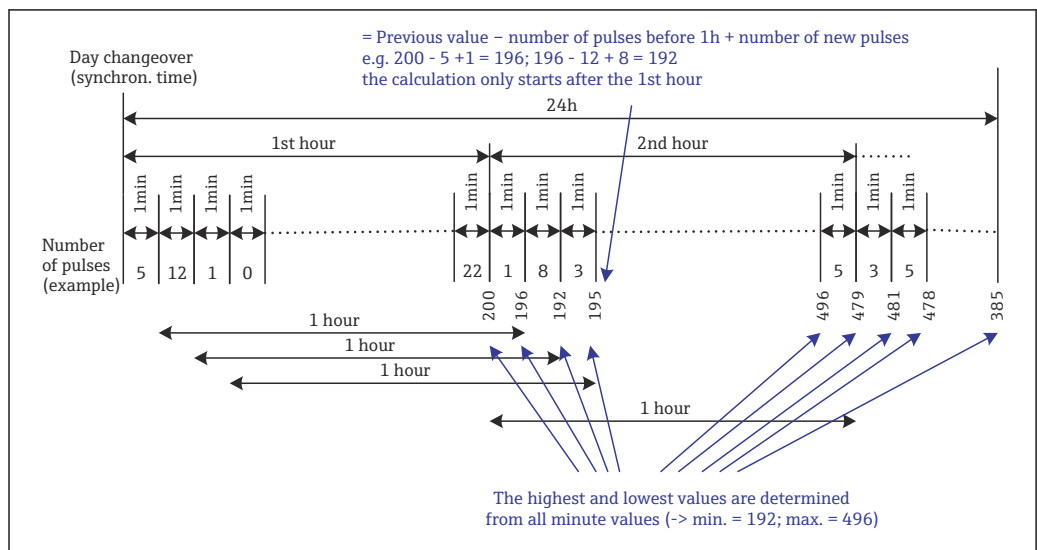 = Previous value – number of pulses before 1h + number of new pulses
e.g. 200 - 5 +1 = 196; 196 - 12 + 8 = 192
the calculation only starts after the 1st hour
Day changeover
(synchron. time)
24h
1st hour
2nd hour
1min 1min 1min 1min 1min 1min 1min 1min 1min 1min 1min
Number
of pulses
(example)
5 12 1 0 22 1 8 3 5 3 5
200 196 192 195 496 479 481 478 385
1 hour
1 hour
1 hour
1 hour
The highest and lowest values are determined
from all minute values (-> min. = 192; max. = 496)